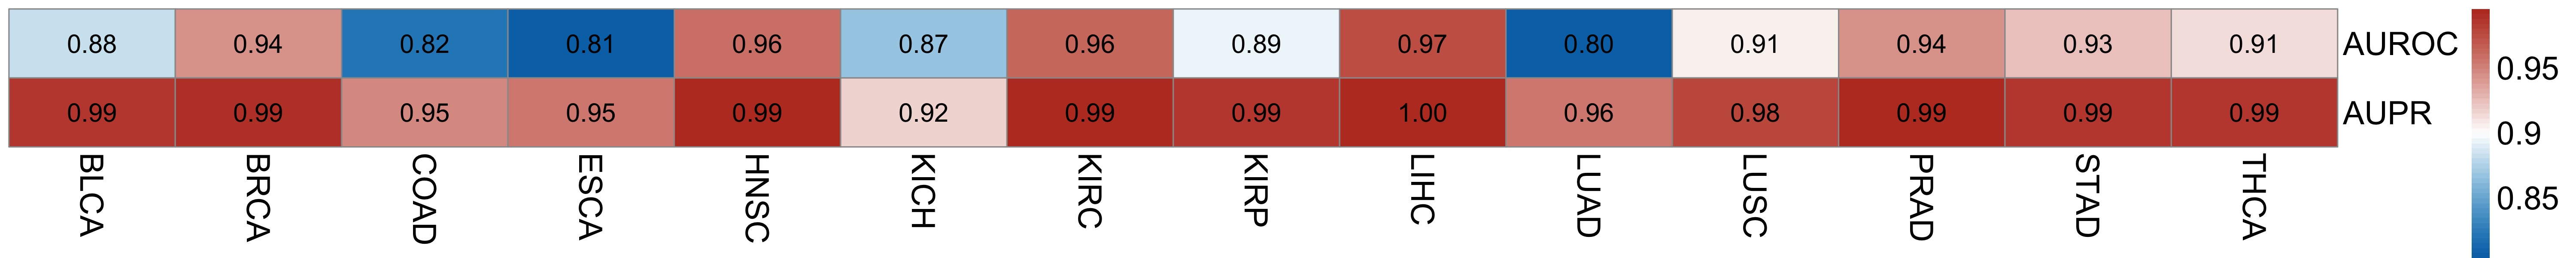 0.88 0.94 0.82 0.81 0.96 0.87 0.96 0.89 0.97 0.80 0.91 0.94 0.93 0.91 AUROC
0.99 0.99 0.95 0.95 0.99 0.92 0.99 0.99 1.00 0.96 0.98 0.99 0.99 0.99 AUPR
BLCA BRCA COAD ESCA HNSC KICH KIRC KIRP LIHC LUAD LUSC PRAD STAD THCA
0.95
0.9
0.85